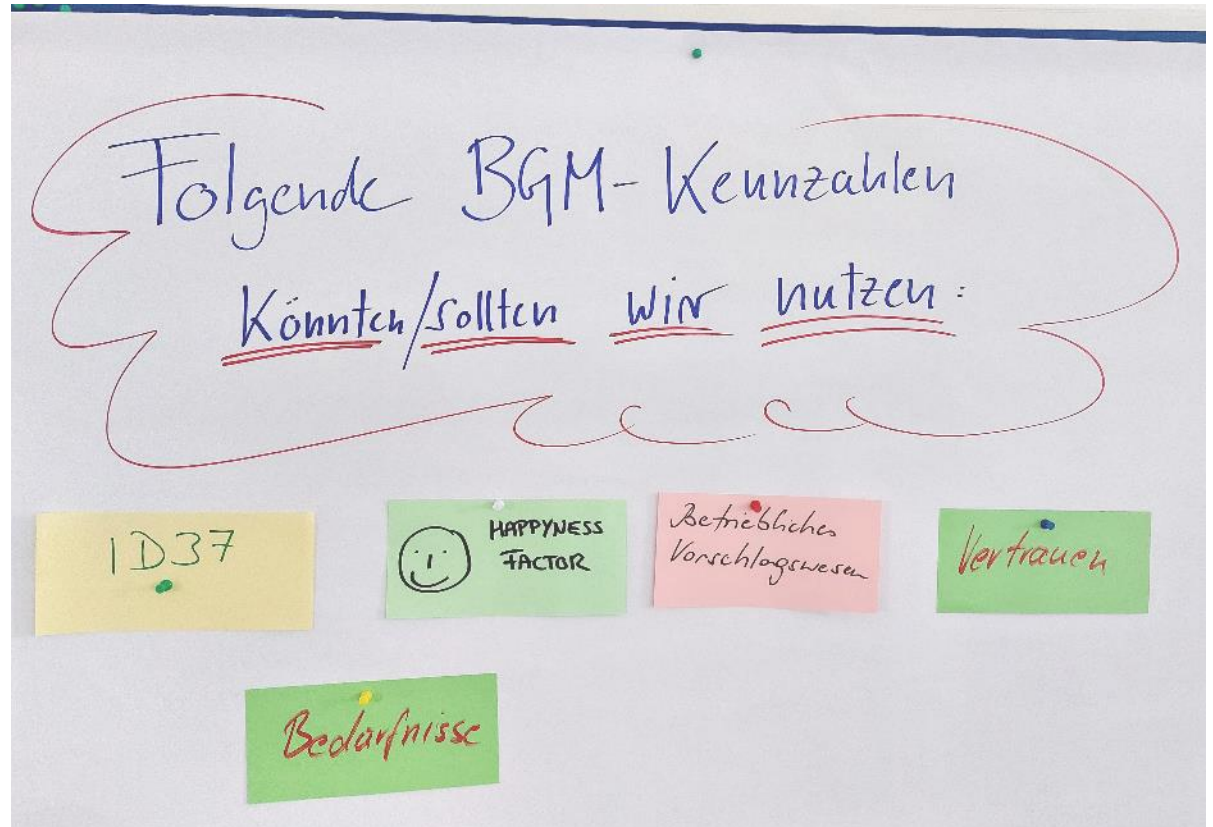 Folgende BGM-Kennzahlen
Könnten/sollten wir nutzen:
ID37
HAPPYNESS
FACTOR
Betriebliches
Vorschlagswesen
Vertrauen
Bedürfnisse